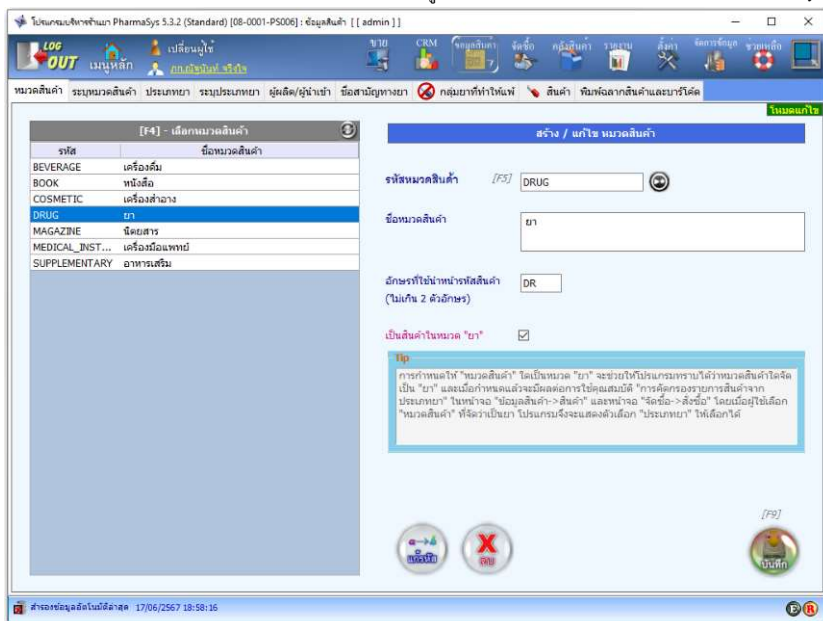 โปรแกรมบริหารร้านยา PharmaSys 5.3.2 (Standard) [08-0001-PS006] : ข้อมูลสินค้า [[ admin ]]
LOG OUT เมนูหลัก เปลี่ยนผู้ใช้
ขาย CRM ข้อมูลสินค้า จัดซื้อ คลังสินค้า รายงาน ตั้งค่า จัดการข้อมูล ช่วยเหลือ
หมวดสินค้า ระบุหมวดสินค้า ประเภทยา ระบุประเภทยา ผู้ผลิต/ผู้นำเข้า ชื่อสามัญทางยา กลุ่มยาที่ทำให้แพ้ สินค้า พิมพ์ฉลากสินค้าและบาร์โค้ด
โหมดแก้ไข
[F4] - เลือกหมวดสินค้า
รหัส ชื่อหมวดสินค้า
BEVERAGE เครื่องดื่ม
BOOK หนังสือ
COSMETIC เครื่องสำอาง
DRUG ยา
MAGAZINE นิตยสาร
MEDICAL_INST... เครื่องมือแพทย์
SUPPLEMENTARY อาหารเสริม
สร้าง / แก้ไข หมวดสินค้า
รหัสหมวดสินค้า [F5] DRUG
ชื่อหมวดสินค้า ยา
อักษรที่ใช้นำหน้ารหัสสินค้า DR
(ไม่เกิน 2 ตัวอักษร)
เป็นสินค้าในหมวด "ยา"
Tip
การกำหนดให้ "หมวดสินค้า" ใดเป็นหมวด "ยา" จะช่วยให้โปรแกรมทราบได้ว่าหมวดสินค้าใดจัด
เป็น "ยา" และเมื่อกำหนดแล้วจะมีผลต่อการใช้คุณสมบัติ "การคัดกรองรายการสินค้าจาก
ประเภทยา" ในหน้าจอ "ข้อมูลสินค้า->สินค้า" และหน้าจอ "จัดซื้อ->สั่งซื้อ" โดยเมื่อผู้ใช้เลือก
"หมวดสินค้า" ที่จัดว่าเป็นยา โปรแกรมจึงจะแสดงตัวเลือก "ประเภทยา" ให้เลือกได้
[F9]
แก้รหัส ลบ บันทึก
สำรองข้อมูลอัตโนมัติล่าสุด 17/06/2567 18:58:16
E R